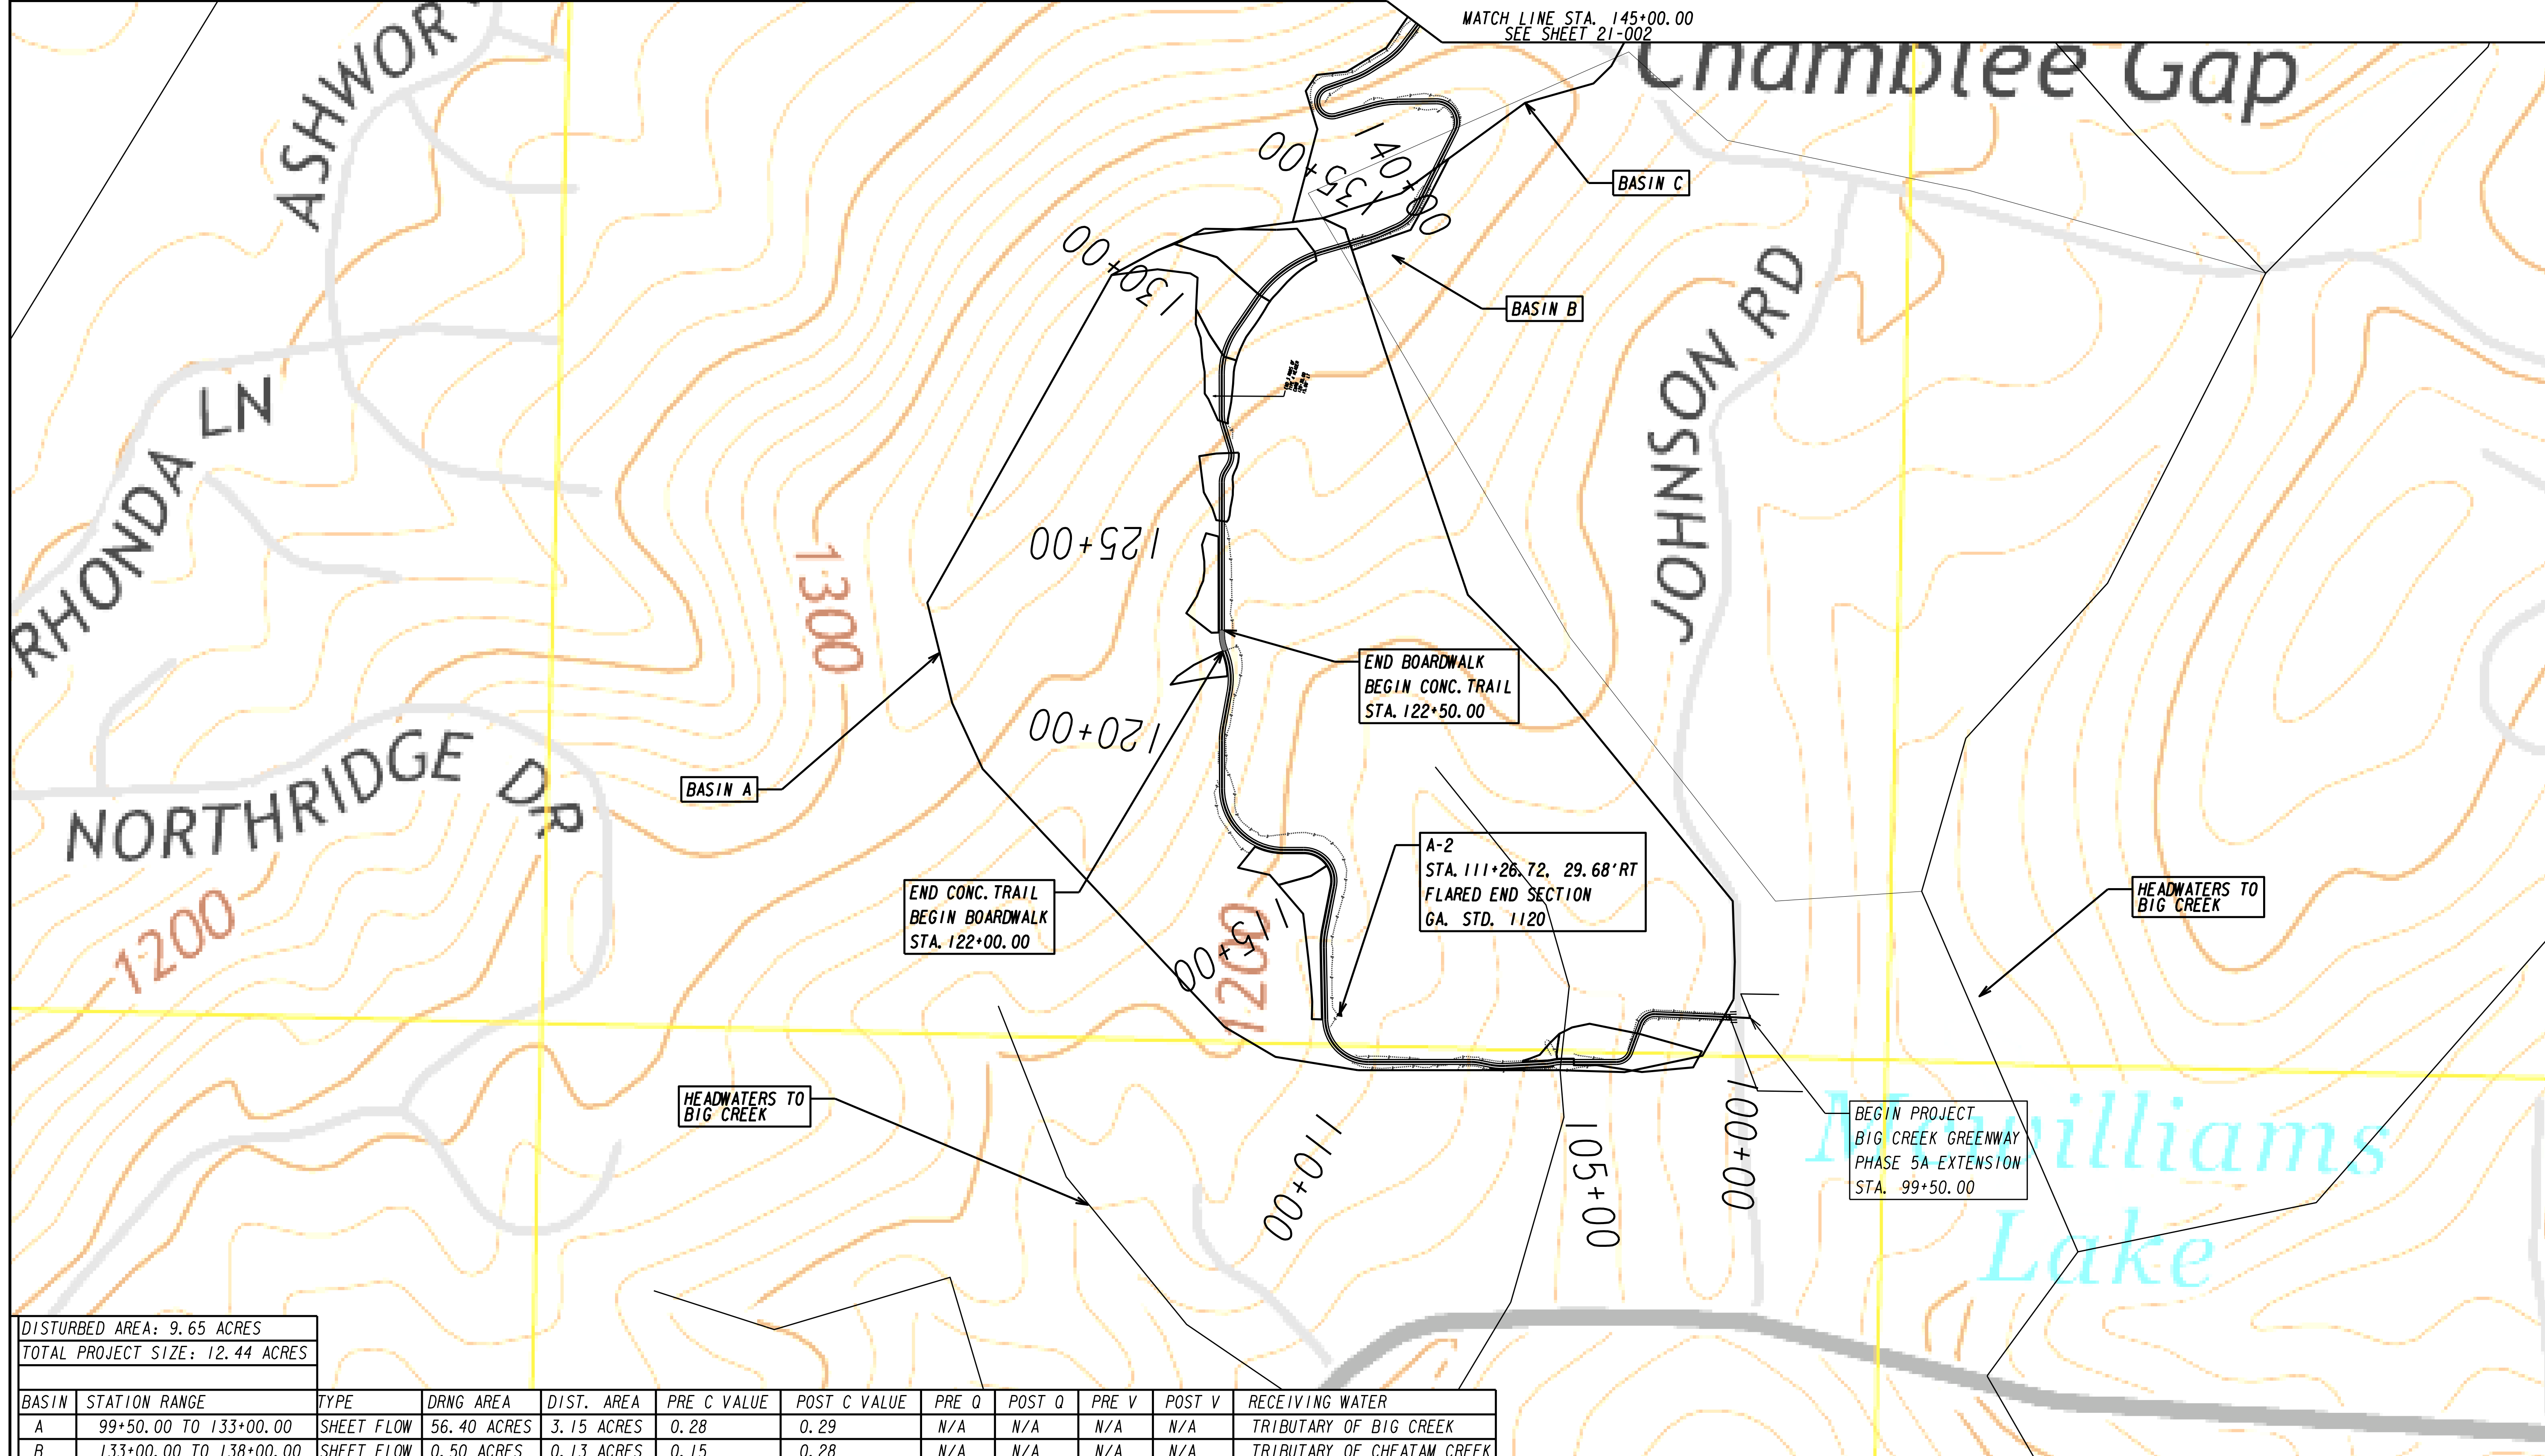 MATCH LINE STA. 145+00.00
SEE SHEET 21-002
Chamblee Gap
ASHWOR
140+00
135+00
BASIN C
130+00
BASIN B
JOHNSON RD
RHONDA LN
125+00
1300
END BOARDWALK
BEGIN CONC. TRAIL
STA. 122+50.00
120+00
BASIN A
NORTHRIDGE DR
A-2
STA. 111+26.72, 29.68'RT
FLARED END SECTION
GA. STD. 1120
END CONC. TRAIL
BEGIN BOARDWALK
STA. 122+00.00
HEADWATERS TO
BIG CREEK
1200
115+00
1200
HEADWATERS TO
BIG CREEK
110+00
105+00
100+00
BEGIN PROJECT
BIG CREEK GREENWAY
PHASE 5A EXTENSION
STA. 99+50.00
Mcwilliams
Lake
DISTURBED AREA: 9.65 ACRES
TOTAL PROJECT SIZE: 12.44 ACRES
BASIN STATION RANGE TYPE DRNG AREA DIST. AREA PRE C VALUE POST C VALUE PRE Q POST Q PRE V POST V RECEIVING WATER
A 99+50.00 TO 133+00.00 SHEET FLOW 56.40 ACRES 3.15 ACRES 0.28 0.29 N/A N/A N/A N/A TRIBUTARY OF BIG CREEK
B 133+00.00 TO 138+00.00 SHEET FLOW 0.50 ACRES 0.13 ACRES 0.15 0.28 N/A N/A N/A N/A TRIBUTARY OF CHEATAM CREEK